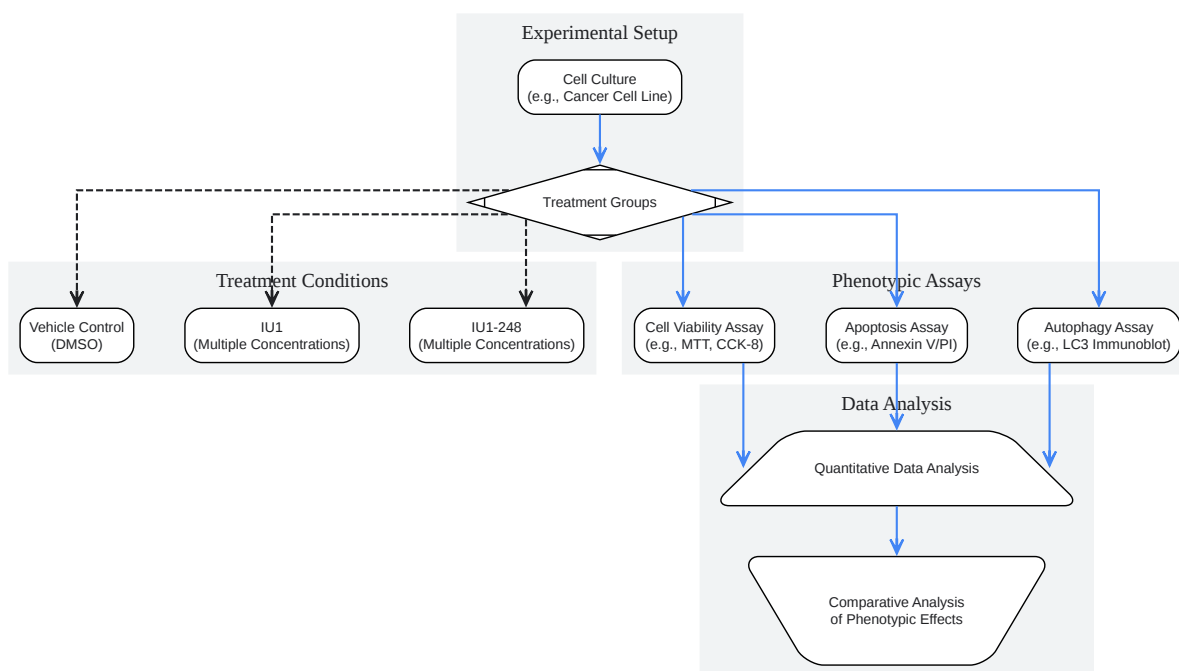 Experimental Setup
Cell Culture
(e.g., Cancer Cell Line)
Treatment Groups
Treatment Conditions
Vehicle Control
(DMSO)
IU1
(Multiple Concentrations)
IU1-248
(Multiple Concentrations)
Phenotypic Assays
Cell Viability Assay
(e.g., MTT, CCK-8)
Apoptosis Assay
(e.g., Annexin V/PI)
Autophagy Assay
(e.g., LC3 Immunoblot)
Data Analysis
Quantitative Data Analysis
Comparative Analysis
of Phenotypic Effects